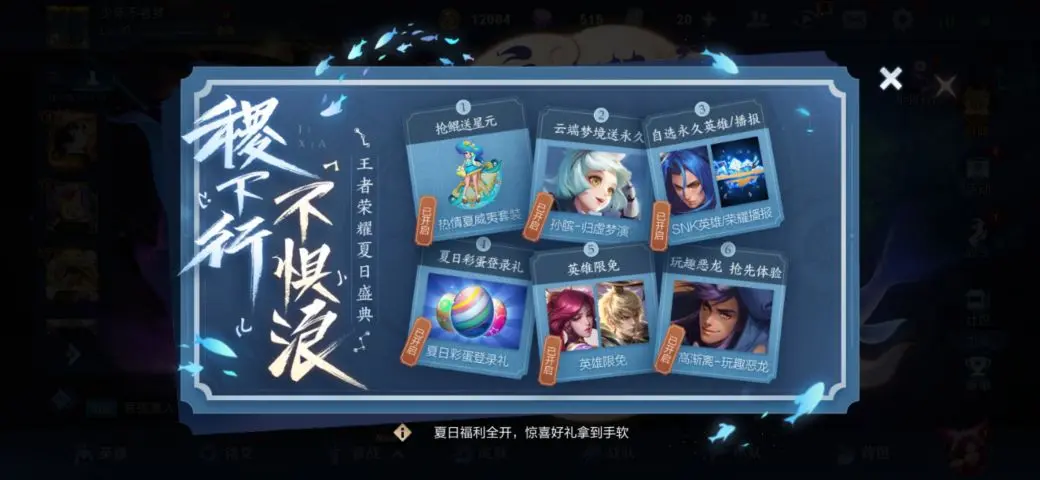 12084
518
20
稷下行
不惧浪
JI
XIA
王者荣耀夏日盛典
1
抢鲲送星元
已开启
热情夏威夷套装
2
云端梦境送永久
已开启
孙膑-归虚梦演
3
自选永久英雄/播报
已开启
SNK英雄/荣耀播报
4
夏日彩蛋登录礼
已开启
夏日彩蛋登录礼
5
英雄限免
已开启
英雄限免
6
玩趣恶龙 抢先体验
已开启
高渐离-玩趣恶龙
夏日福利全开，惊喜好礼拿到手软